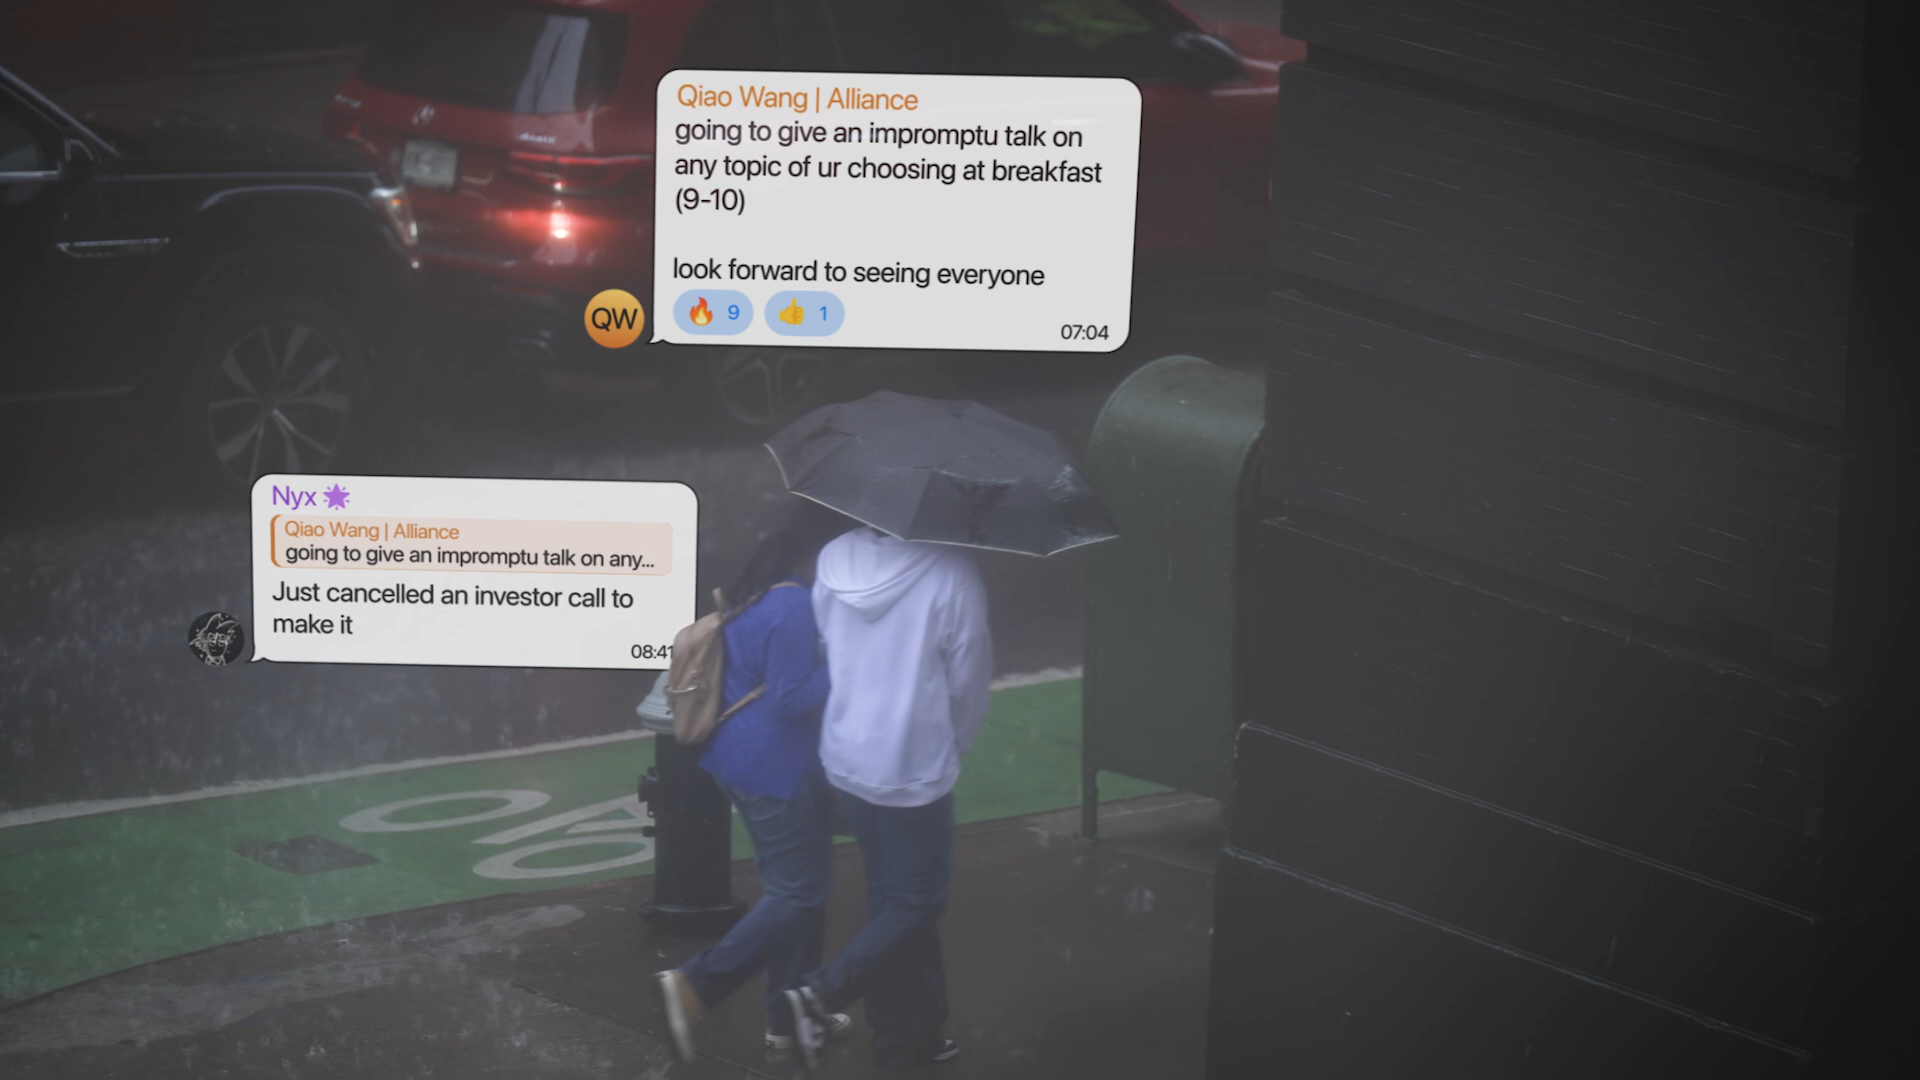 Qiao Wang | Alliance
going to give an impromptu talk on
any topic of ur choosing at breakfast
(9-10)
look forward to seeing everyone
🔥 9 👍 1
07:04
QW
Nyx
Qiao Wang | Alliance
going to give an impromptu talk on any...
Just cancelled an investor call to
make it
08:41